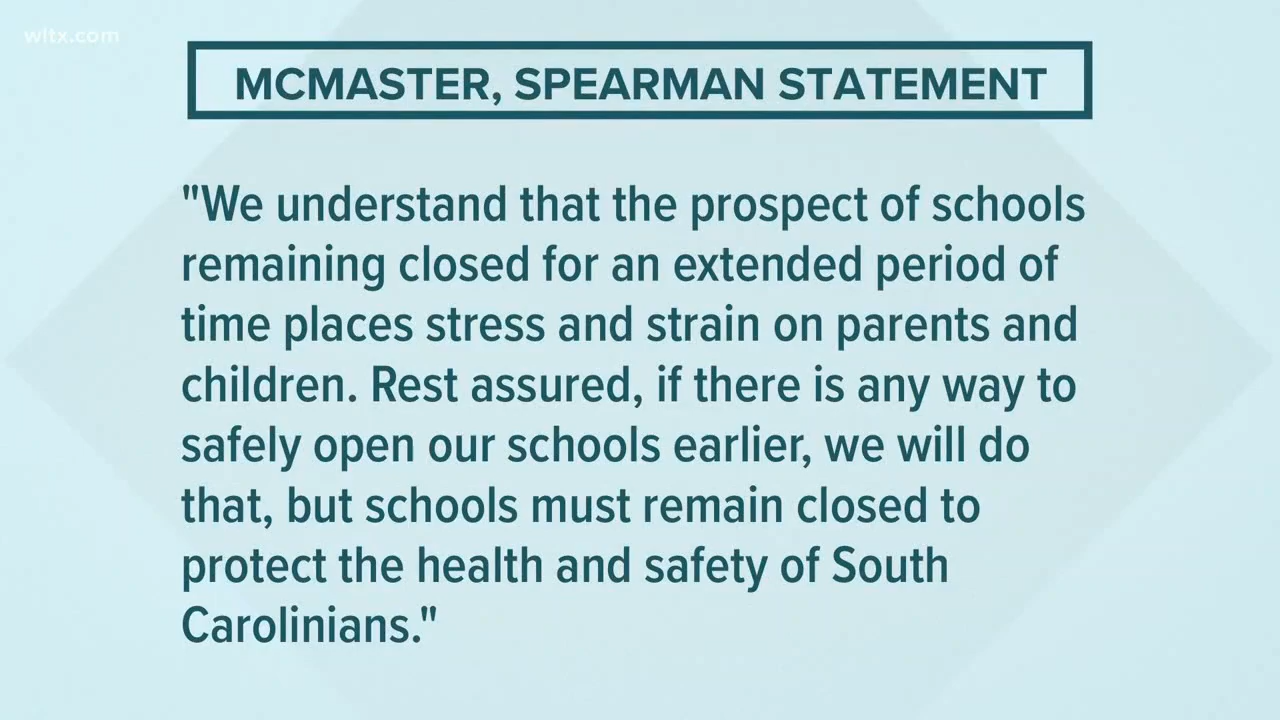 wltx.com
MCMASTER, SPEARMAN STATEMENT
"We understand that the prospect of schools
remaining closed for an extended period of
time places stress and strain on parents and
children. Rest assured, if there is any way to
safely open our schools earlier, we will do
that, but schools must remain closed to
protect the health and safety of South
Carolinians."